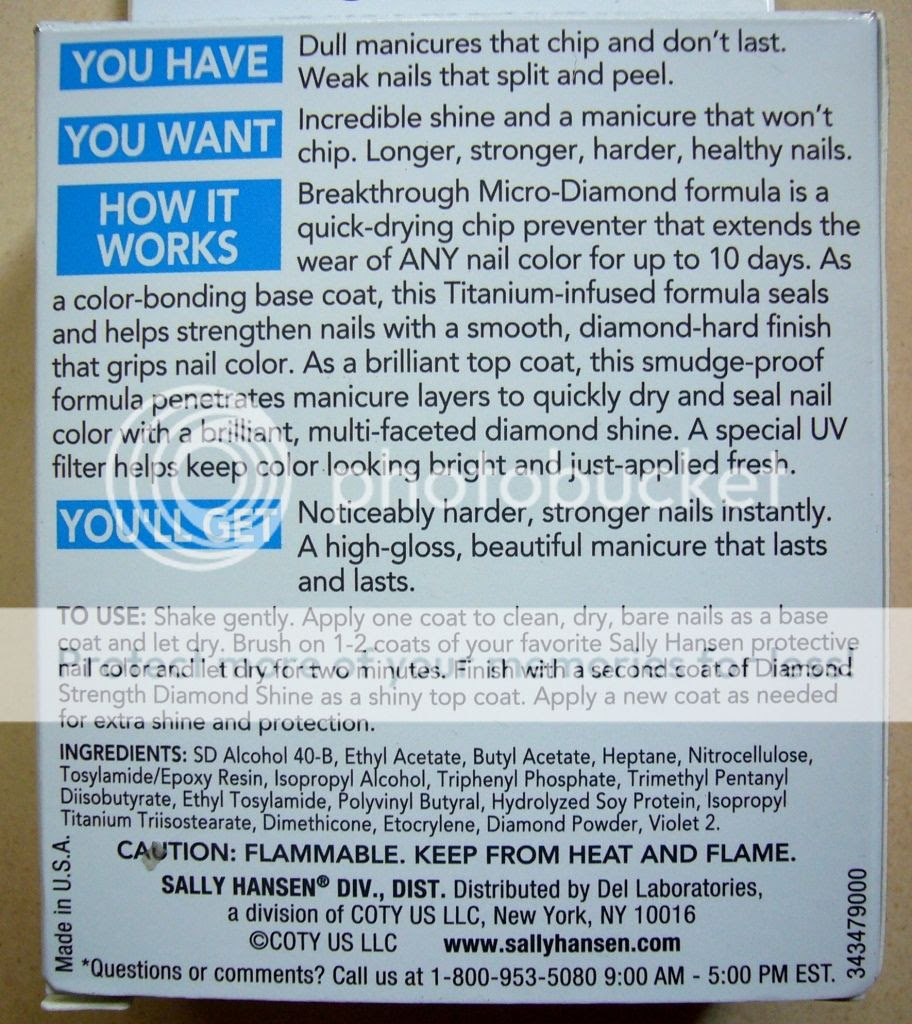 YOU HAVE
Dull manicures that chip and don't last.
Weak nails that split and peel.
YOU WANT
Incredible shine and a manicure that won't
chip. Longer, stronger, harder, healthy nails.
HOW IT
WORKS
Breakthrough Micro-Diamond formula is a
quick-drying chip preventer that extends the
wear of ANY nail color for up to 10 days. As
a color-bonding base coat, this Titanium-infused formula seals
and helps strengthen nails with a smooth, diamond-hard finish
that grips nail color. As a brilliant top coat, this smudge-proof
formula penetrates manicure layers to quickly dry and seal nail
color with a brilliant, multi-faceted diamond shine. A special UV
filter helps keep color looking bright and just-applied fresh.
photobucket
YOU'LL GET
Noticeably harder, stronger nails instantly.
A high-gloss, beautiful manicure that lasts
and lasts.
TO USE: Shake gently. Apply one coat to clean, dry, bare nails as a base
coat and let dry. Brush on 1-2 coats of your favorite Sally Hansen protective
nail color and let dry for two minutes. Finish with a second coat of Diamond
Strength Diamond Shine as a shiny top coat. Apply a new coat as needed
for extra shine and protection.
Protect more of your memories for less!
INGREDIENTS: SD Alcohol 40-B, Ethyl Acetate, Butyl Acetate, Heptane, Nitrocellulose,
Tosylamide/Epoxy Resin, Isopropyl Alcohol, Triphenyl Phosphate, Trimethyl Pentanyl
Diisobutyrate, Ethyl Tosylamide, Polyvinyl Butyral, Hydrolyzed Soy Protein, Isopropyl
Titanium Triisostearate, Dimethicone, Etocrylene, Diamond Powder, Violet 2.
CAUTION: FLAMMABLE. KEEP FROM HEAT AND FLAME.
SALLY HANSEN® DIV., DIST. Distributed by Del Laboratories,
a division of COTY US LLC, New York, NY 10016
©COTY US LLC www.sallyhansen.com
*Questions or comments? Call us at 1-800-953-5080 9:00 AM - 5:00 PM EST.
Made in U.S.A.
343479000